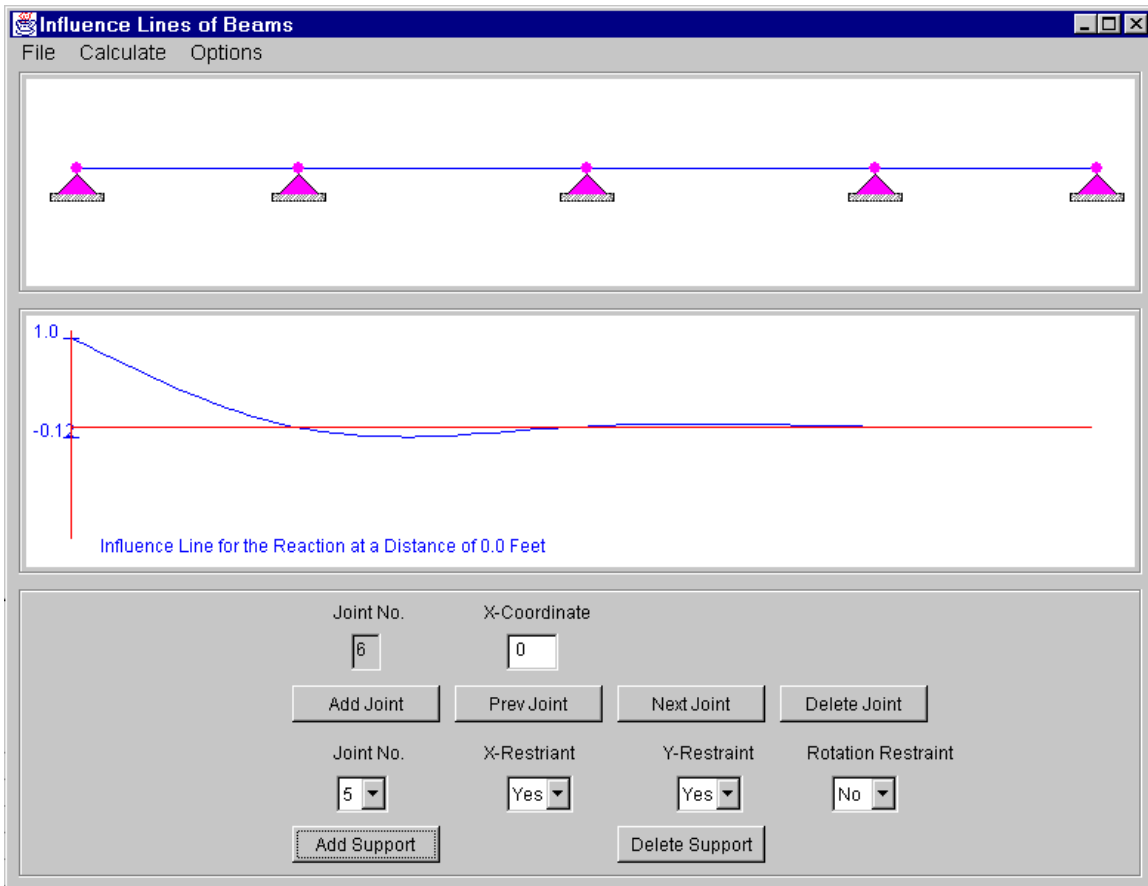 Influence Lines of Beams
File Calculate Options
1.0
-0.12
Influence Line for the Reaction at a Distance of 0.0 Feet
Joint No. X-Coordinate
6 0
Add Joint Prev Joint Next Joint Delete Joint
Joint No. X-Restriant Y-Restraint Rotation Restraint
5 Yes Yes No
Add Support Delete Support